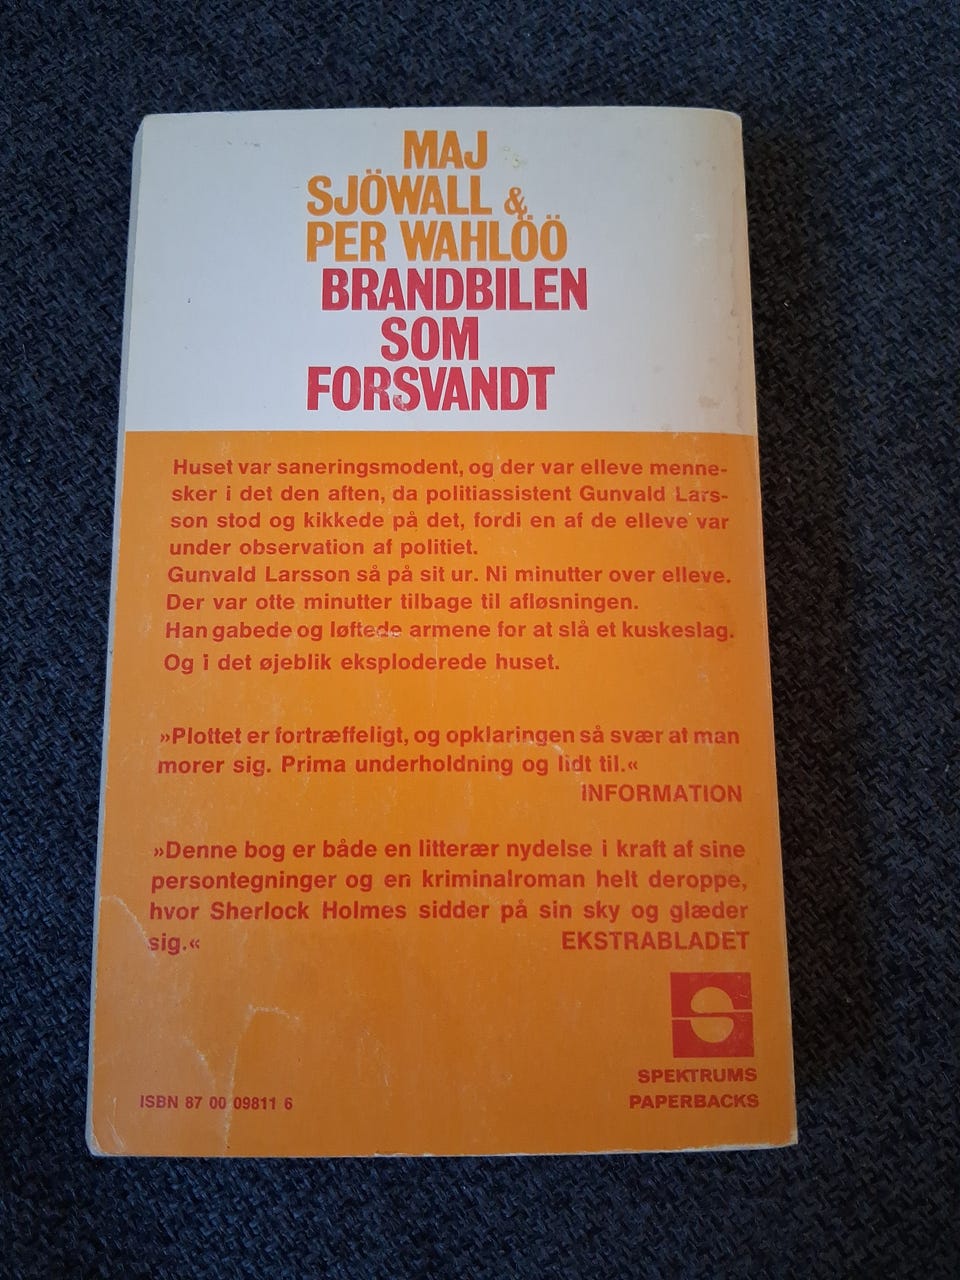 MAJ
SJÖWALL &
PER WAHLÖÖ
BRANDBILEN
SOM
FORSVANDT
Huset var saneringsmodent, og der var elleve menne-
sker i det den aften, da politiassistent Gunvald Lars-
son stod og kikkede på det, fordi en af de elleve var
under observation af politiet.
Gunvald Larsson så på sit ur. Ni minutter over elleve.
Der var otte minutter tilbage til afløsningen.
Han gabede og løftede armene for at slå et kuskeslag.
Og i det øjeblik eksploderede huset.
»Plottet er fortræffeligt, og opklaringen så svær at man
morer sig. Prima underholdning og lidt til.«
INFORMATION
»Denne bog er både en litterær nydelse i kraft af sine
persontegninger og en kriminalroman helt deroppe,
hvor Sherlock Holmes sidder på sin sky og glæder
sig.« EKSTRABLADET
S
SPEKTRUMS
PAPERBACKS
ISBN 87 00 09811 6